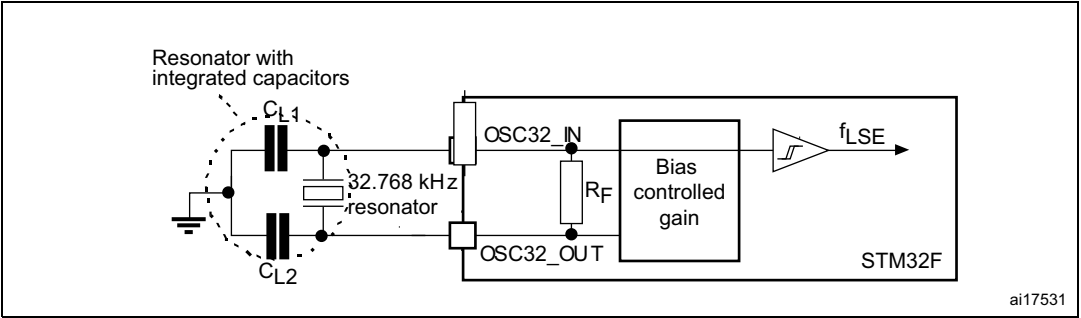 Resonator with
integrated capacitors
CL1
OSC32_IN
fLSE
32.768 kHz
resonator
RF
Bias
controlled
gain
OSC32_OUT
STM32F
CL2
ai17531